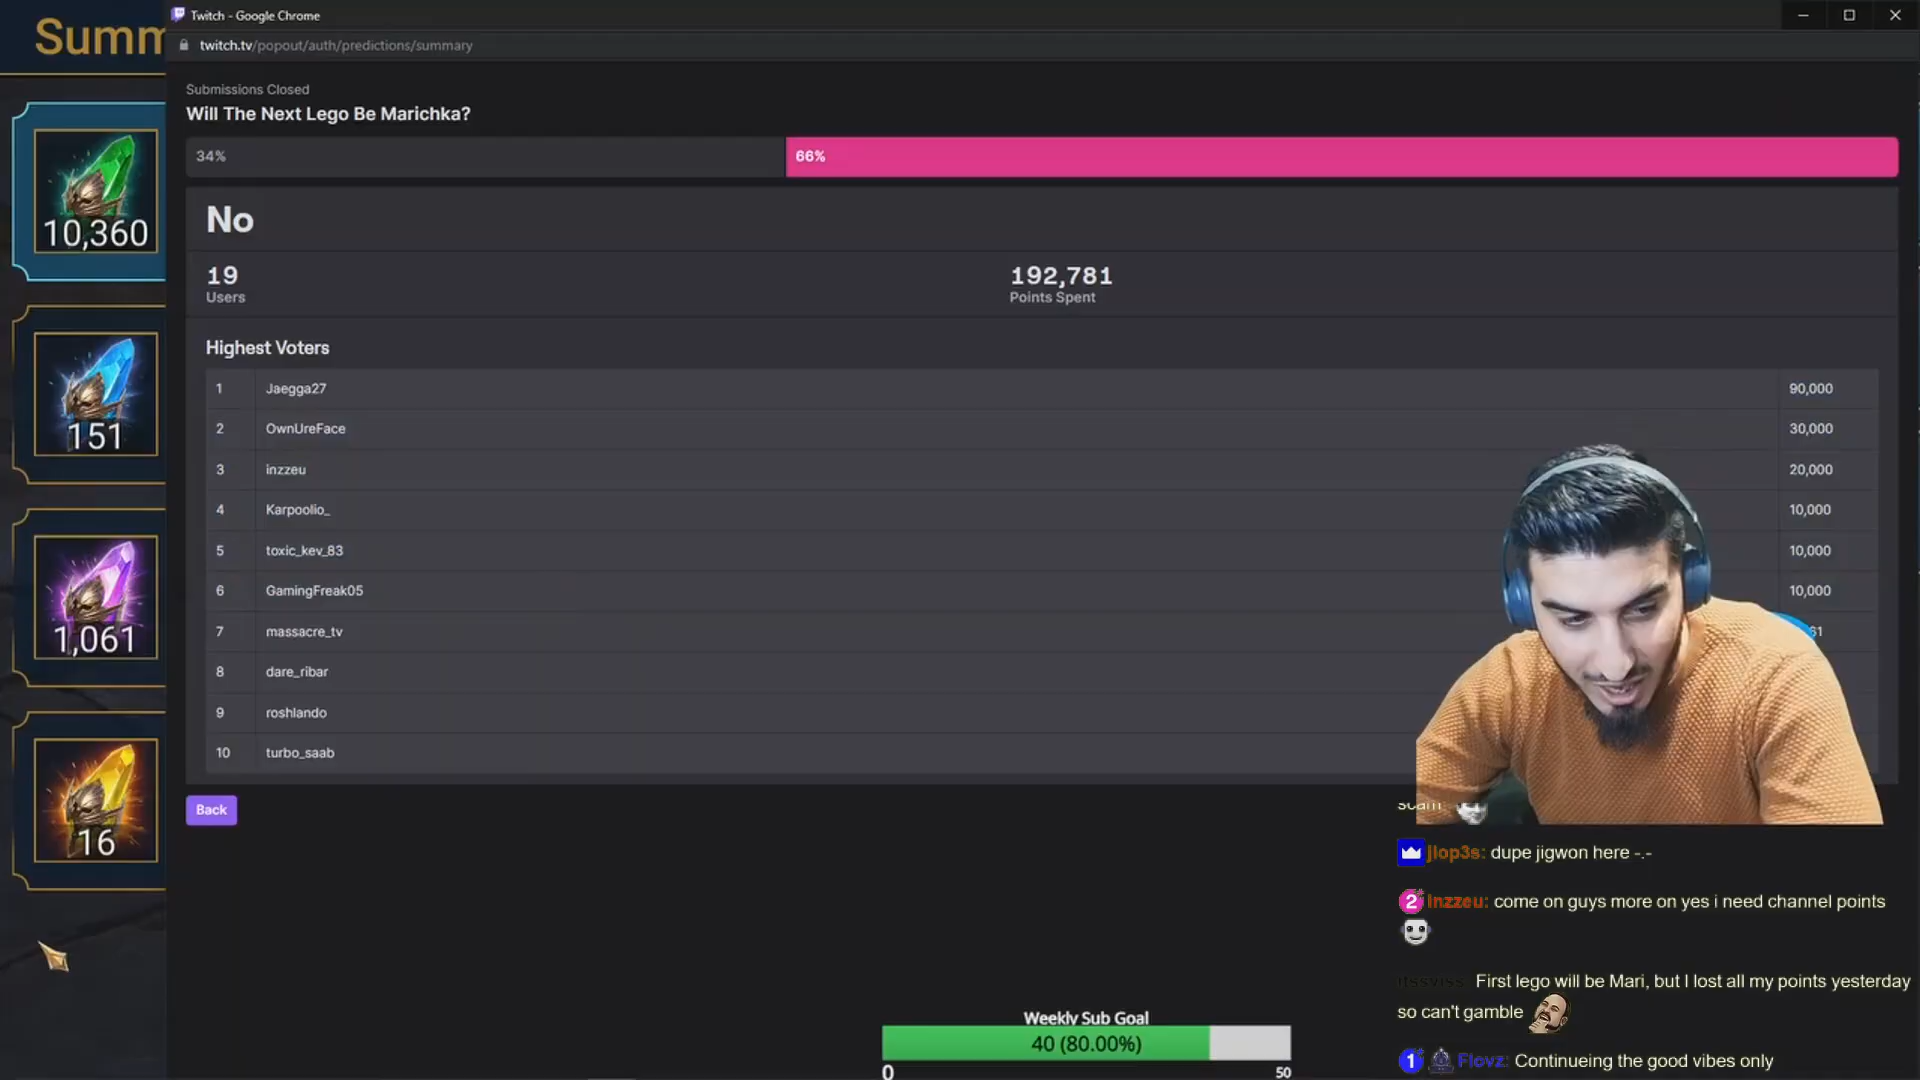 Summ
Twitch - Google Chrome
twitch.tv/popout/auth/predictions/summary
Submissions Closed
Will The Next Lego Be Marichka?
34%
66%
No
19
Users
192,781
Points Spent
Highest Voters
1 Jaegga27 90,000
2 OwnUreFace 30,000
3 inzzeu 20,000
4 Karpoolio_ 10,000
5 toxic_kev_83 10,000
6 GamingFreak05 10,000
7 massacre_tv
8 dare_ribar
9 roshlando
10 turbo_saab
Back
10,360
151
1,061
16
scam
jlop3s: dupe jigwon here -.-
2 Inzzeu: come on guys more on yes i need channel points
itssviss: First lego will be Mari, but I lost all my points yesterday
so can't gamble
1 Flovz: Continueing the good vibes only
Weekly Sub Goal
40 (80.00%)
0
50